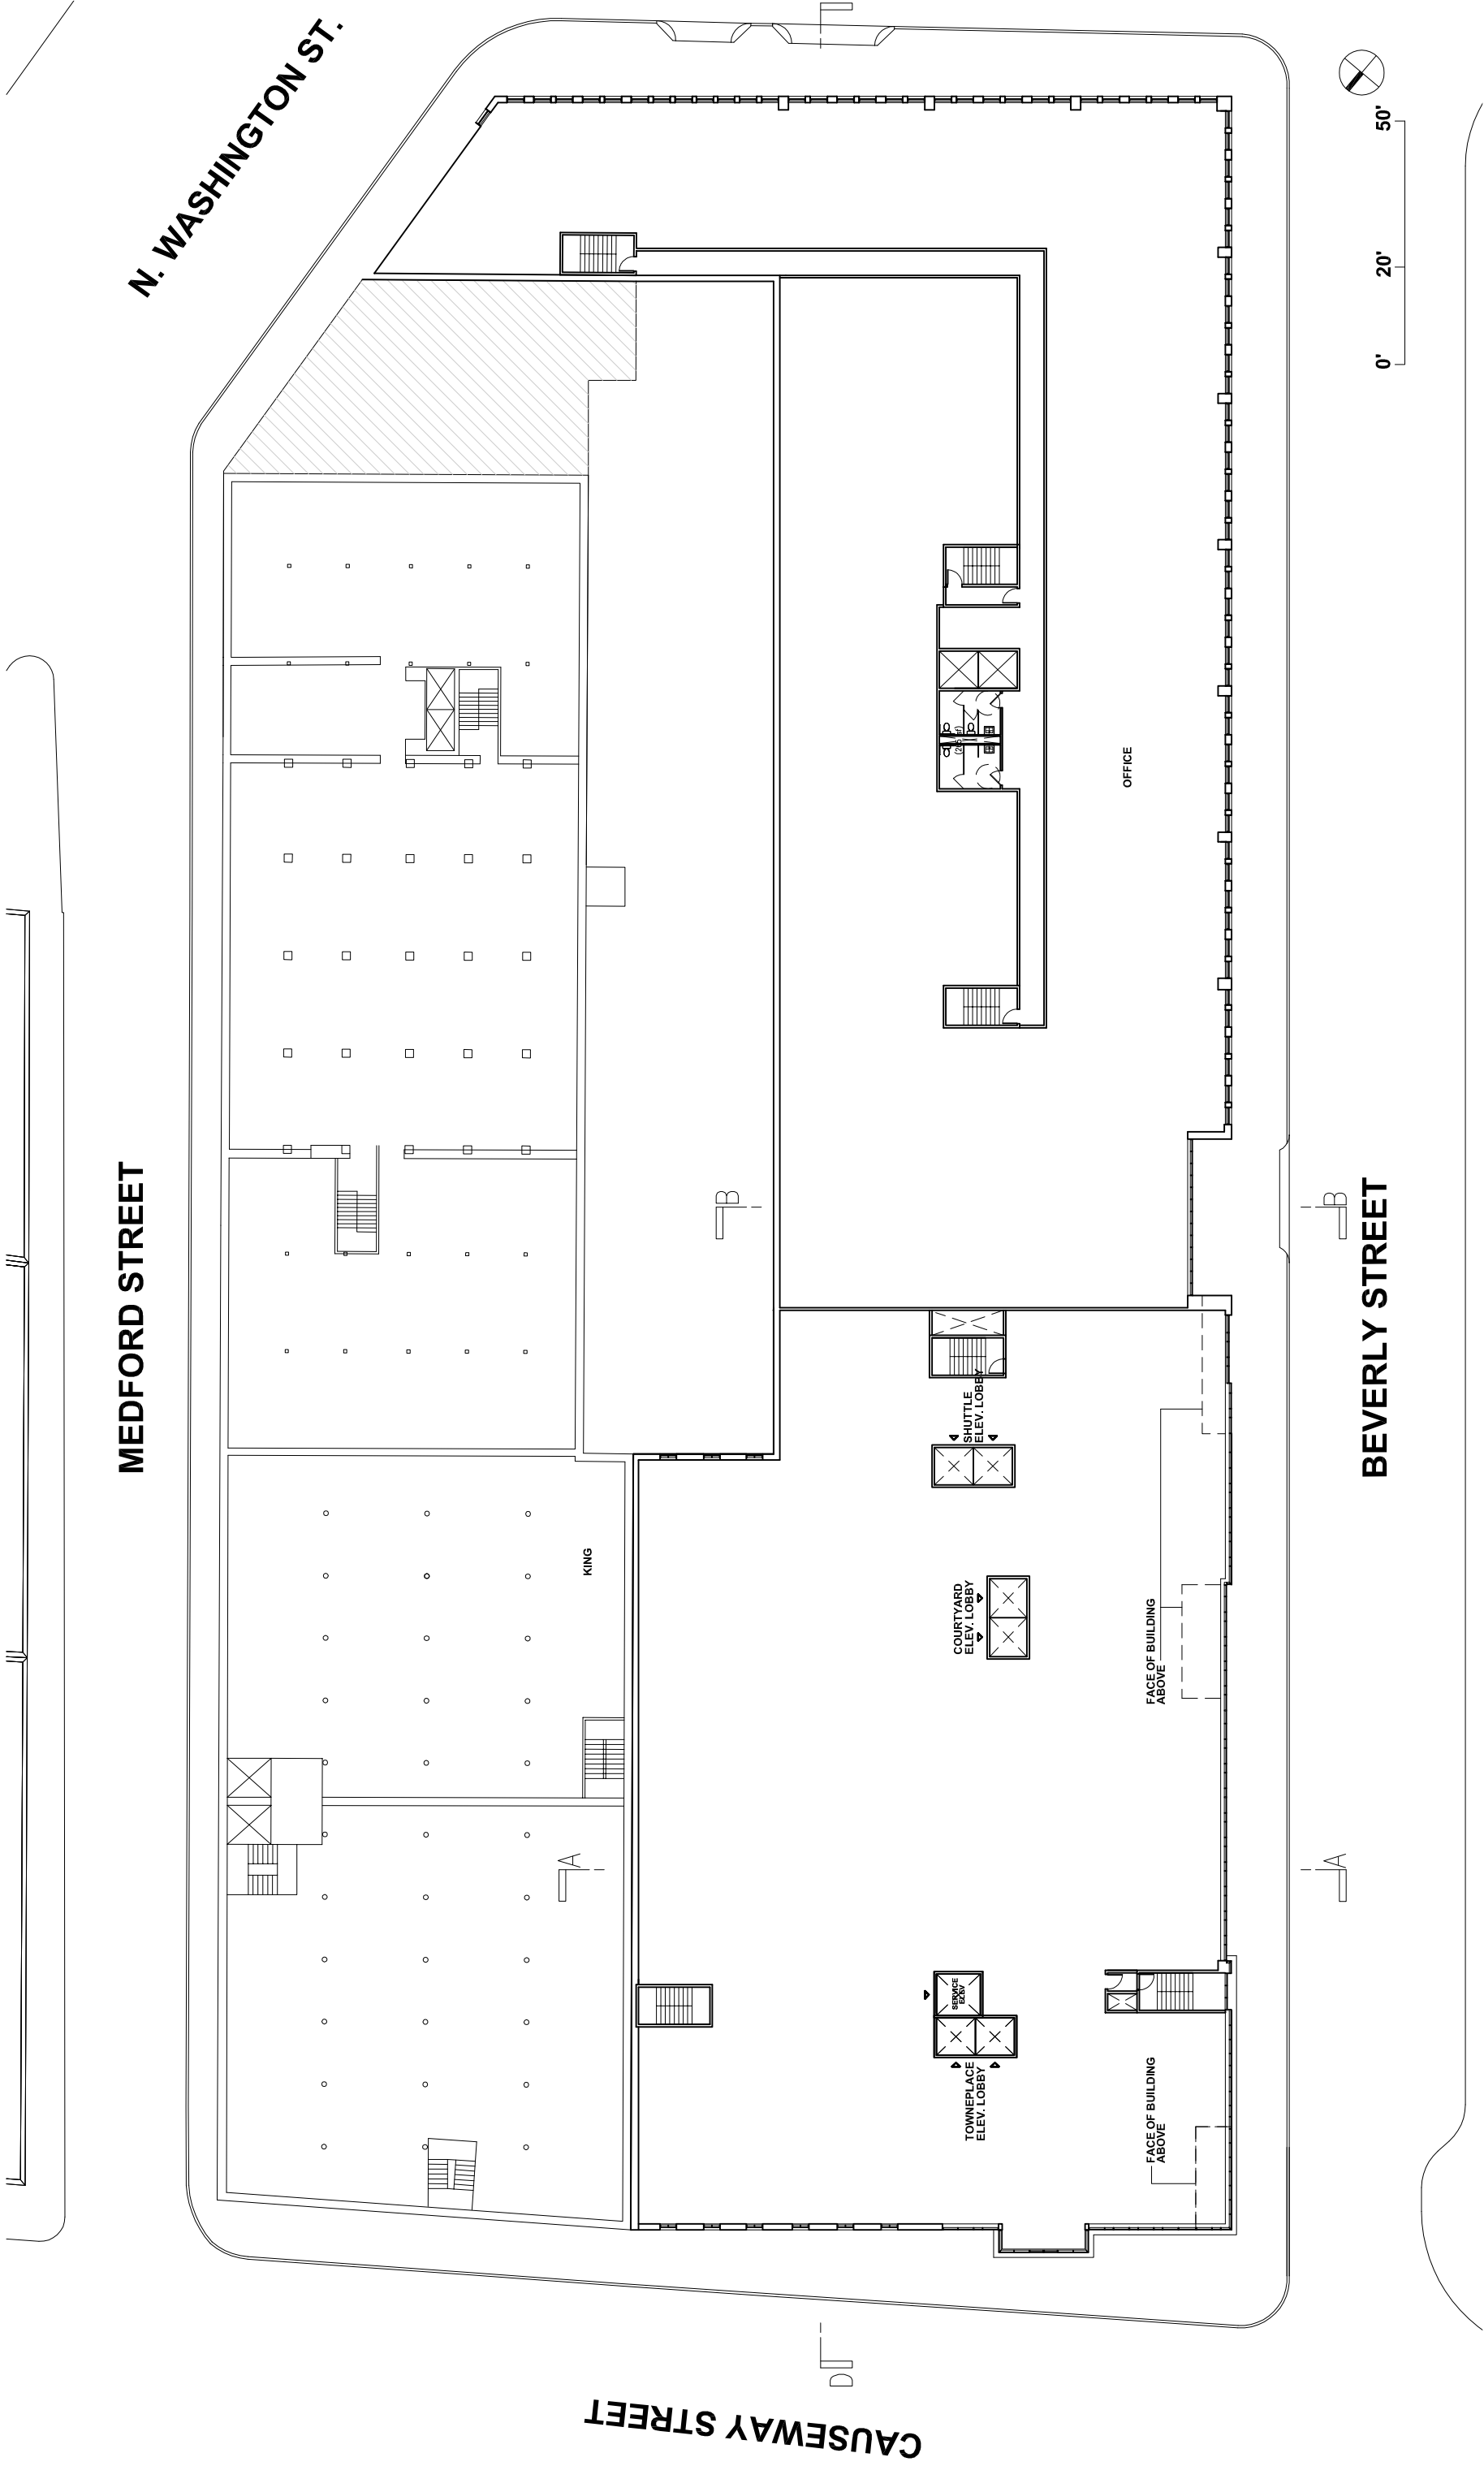 N. WASHINGTON ST.
50'
20'
0'
OFFICE
MEDFORD STREET
B
B
BEVERLY STREET
SHUTTLE
ELEV. LOBBY
KING
COURTYARD
ELEV. LOBBY
FACE OF BUILDING
ABOVE
A
A
SERVICE
ELEV
TOWNEPLACE
ELEV. LOBBY
FACE OF BUILDING
ABOVE
D
CAUSEWAY STREET